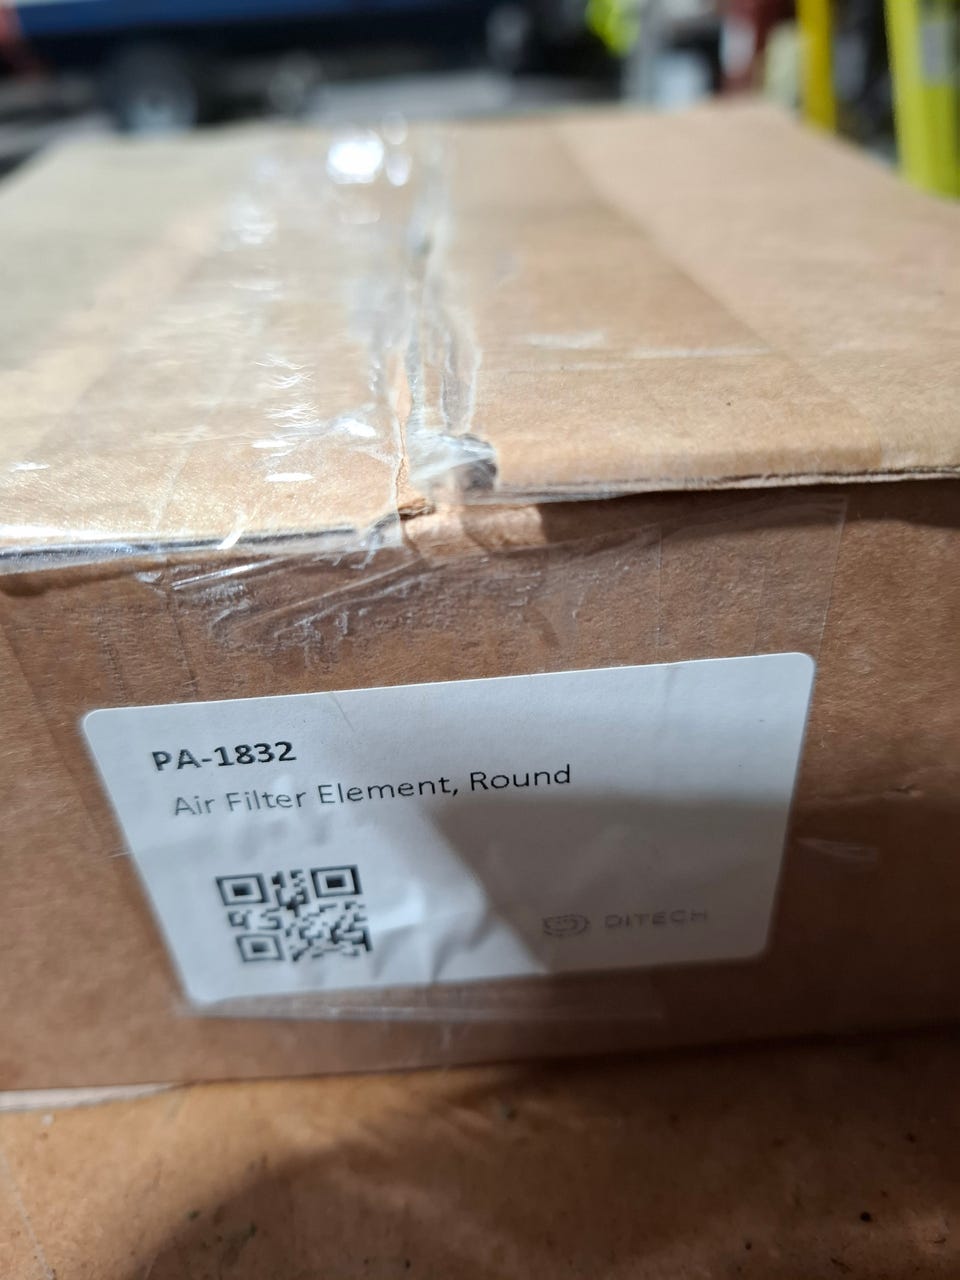 PA-1832
Air Filter Element, Round
DITECH